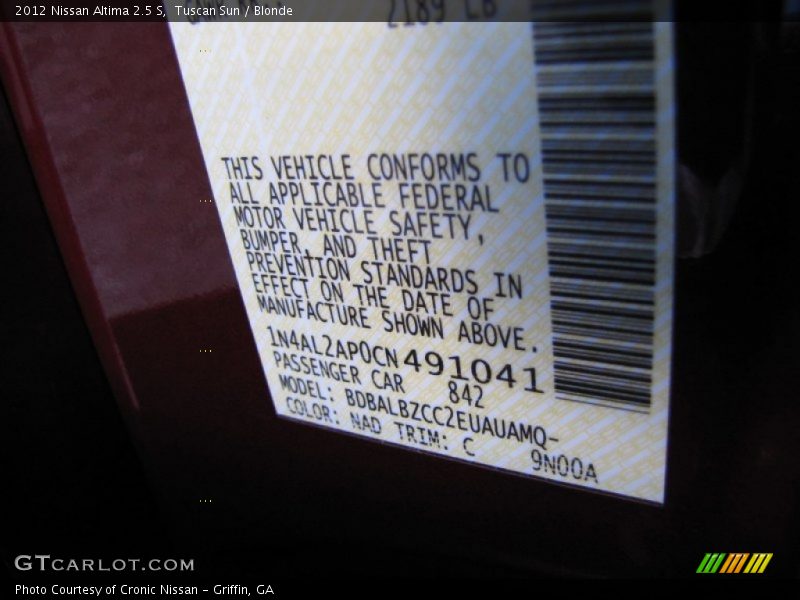 2012 Nissan Altima 2.5 S, Tuscan Sun / Blonde
2189 LB
THIS VEHICLE CONFORMS TO
ALL APPLICABLE FEDERAL
MOTOR VEHICLE SAFETY,
BUMPER, AND THEFT
PREVENTION STANDARDS IN
EFFECT ON THE DATE OF
MANUFACTURE SHOWN ABOVE.
1N4AL2AP0CN491041
PASSENGER CAR 842
MODEL: BDBALBZCC2EUAUAMQ-
COLOR: NAD TRIM: C 9N00A
GTCARLOT.COM
Photo Courtesy of Cronic Nissan - Griffin, GA